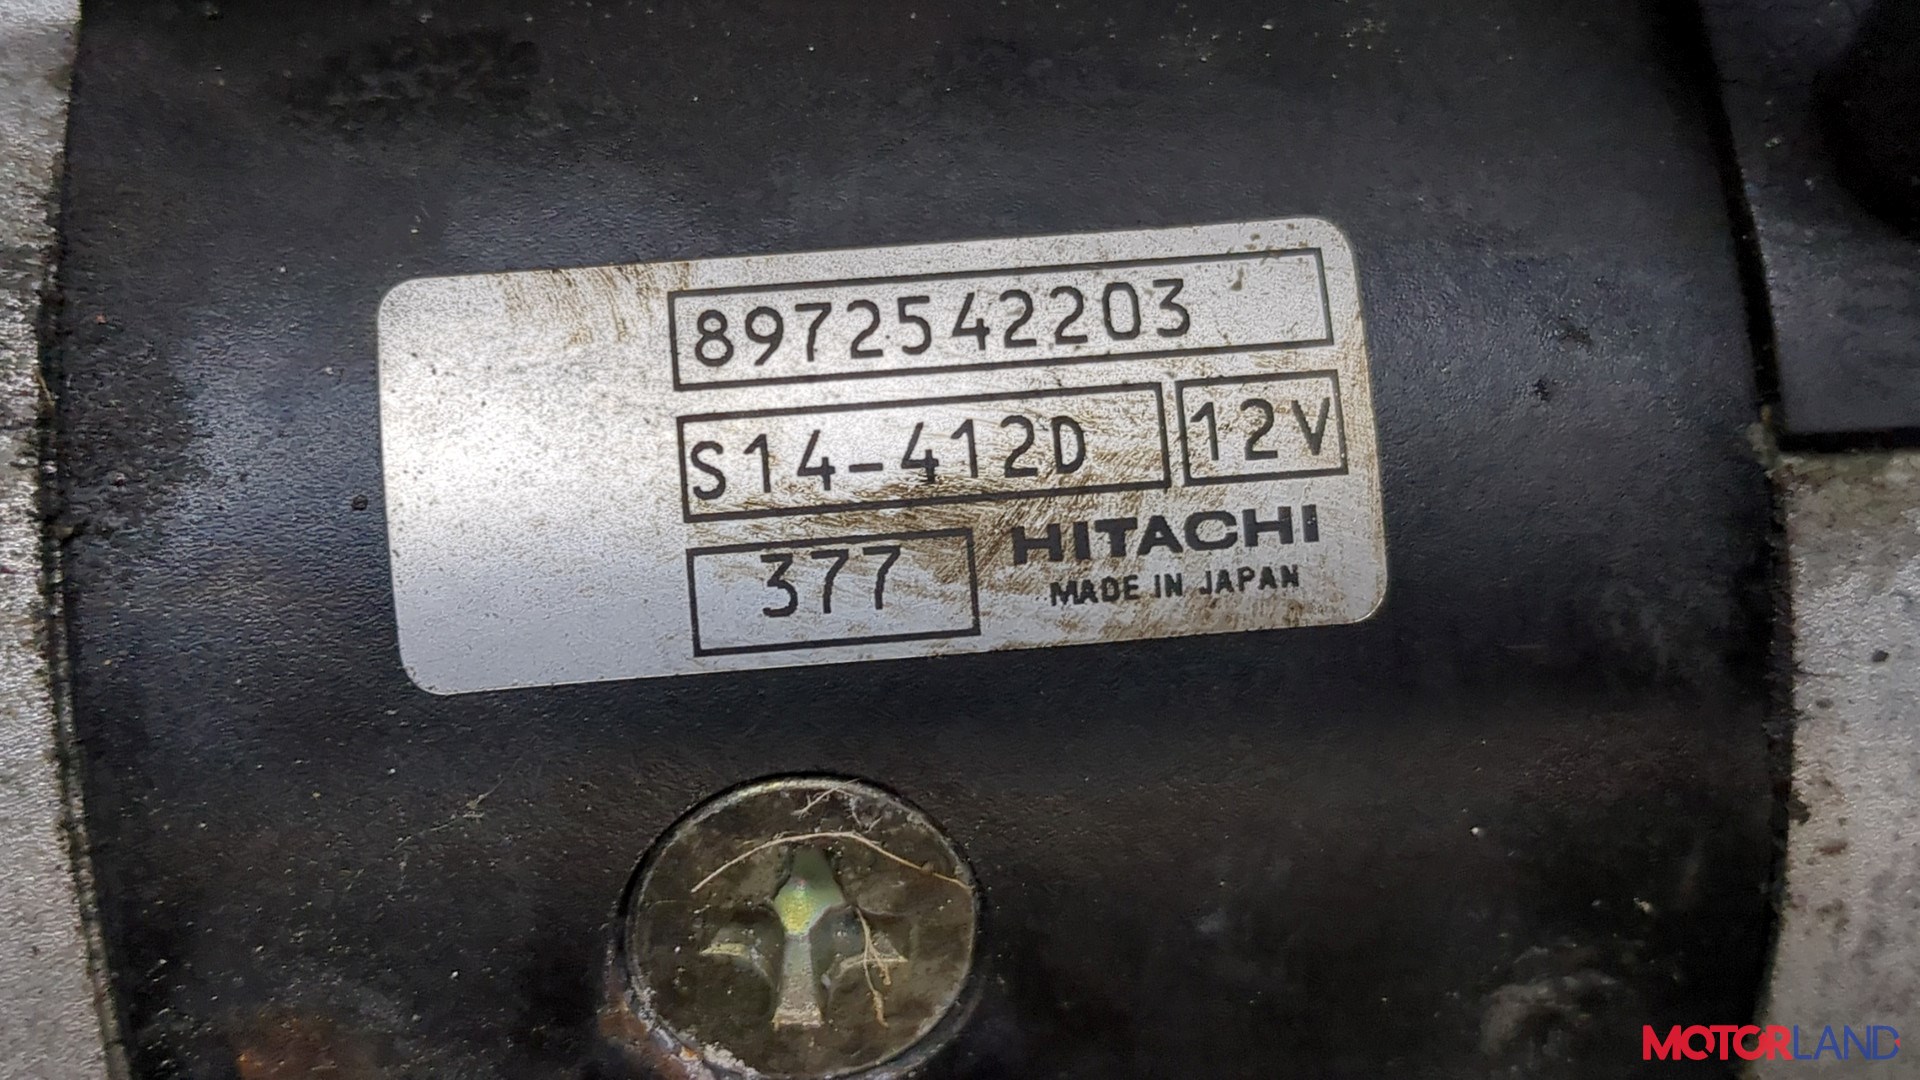 8972542203
S14-412D 12V
377 HITACHI
MADE IN JAPAN
MOTORLAND